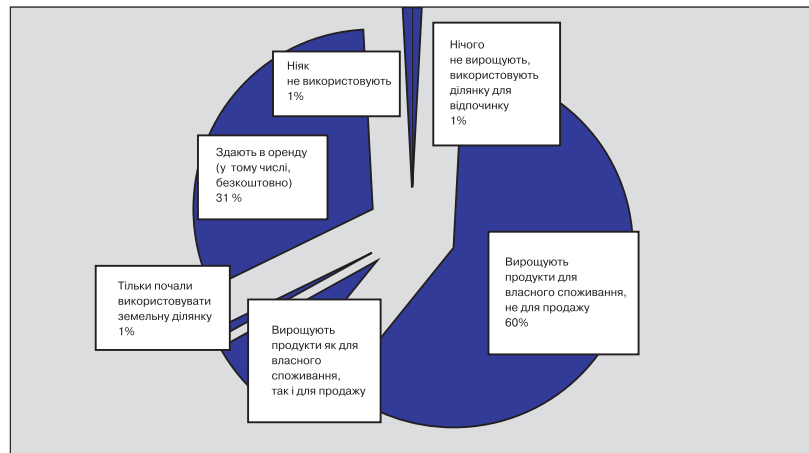 Ніяк
не використовують
1%
Нічого
не вирощують,
використовують
ділянку для
відпочинку
1%
Здають в оренду
(у тому числі,
безкоштовно)
31 %
Вирощують
продукти для
власного споживання,
не для продажу
60%
Тільки почали
використовувати
земельну ділянку
1%
Вирощують
продукти як для
власного
споживання,
так і для продажу